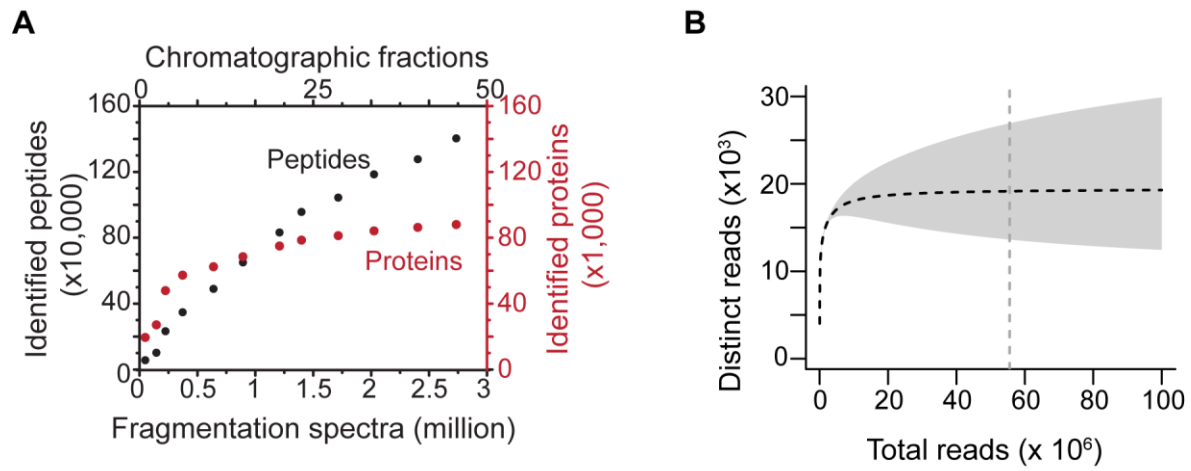 A
Chromatographic fractions
0 25 50
160 160
120 120
80 80
40 40
0 0
Identified peptides
(x10,000)
Peptides
Proteins
Identified proteins
(x1,000)
0 0.5 1 1.5 2 2.5 3
Fragmentation spectra (million)
B
30
20
10
0
Distinct reads (x10³)
0 20 40 60 80 100
Total reads (x 10⁶)